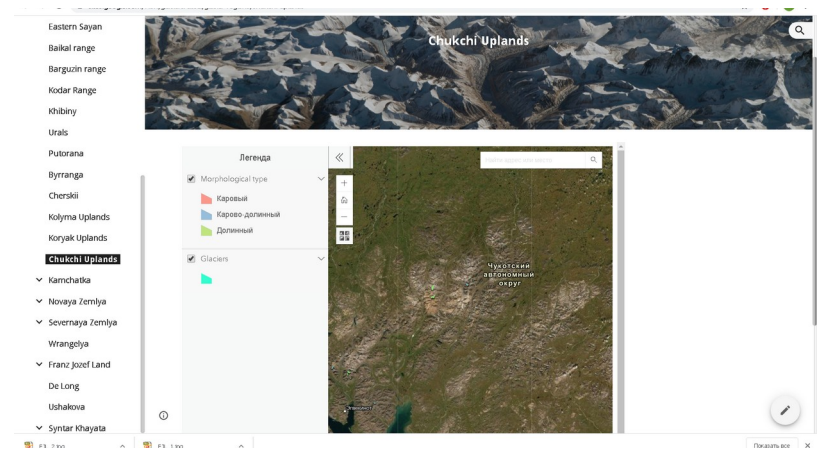 Eastern Sayan
Baikal range
Barguzin range
Kodar Range
Khibiny
Urals
Putorana
Byrranga
Cherskii
Kolyma Uplands
Koryak Uplands
Chukchi Uplands
Kamchatka
Novaya Zemlya
Severnaya Zemlya
Wrangelya
Franz Jozef Land
De Long
Ushakova
Syntar Khayata
Chukchi Uplands
Легенда
Morphological type
Каровый
Карово-долинный
Долинный
Glaciers
Чукотский
автономный
округ
Показать все